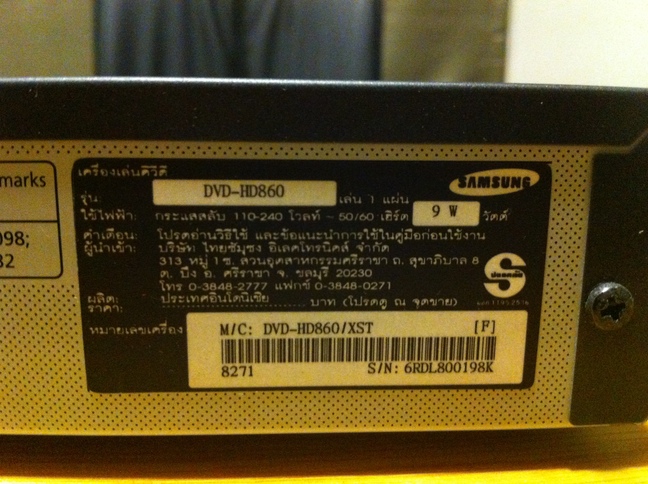 marks
098;
32
เครื่องเล่นดีวีดี
SAMSUNG
รุ่น: DVD-HD860 เล่น 1 แผ่น
ใช้ไฟฟ้า: กระแสสลับ 110-240 โวลท์ ~ 50/60 เฮิร์ต 9 W วัตต์
คำเตือน: โปรดอ่านวิธีใช้ และข้อแนะนำการใช้ในคู่มือก่อนใช้งาน
ผู้นำเข้า: บริษัท ไทยซัมซุง อิเลคโทรนิคส์ จำกัด
313 หมู่ 1 ซ. สวนอุตสาหกรรมศรีราชา ถ. สุขาภิบาล 8
ต. บึง อ. ศรีราชา จ. ชลบุรี 20230
โทร 0-3848-2777 แฟกซ์ 0-3848-0271
ผลิต: ประเทศอินโดนีเซีย
ราคา: ........................ บาท (โปรดดู ณ จุดขาย)
ปลอดภัย
หมายเลขเครื่อง
M/C: DVD-HD860/XST [F]
8271 S/N: 6RDL800198K